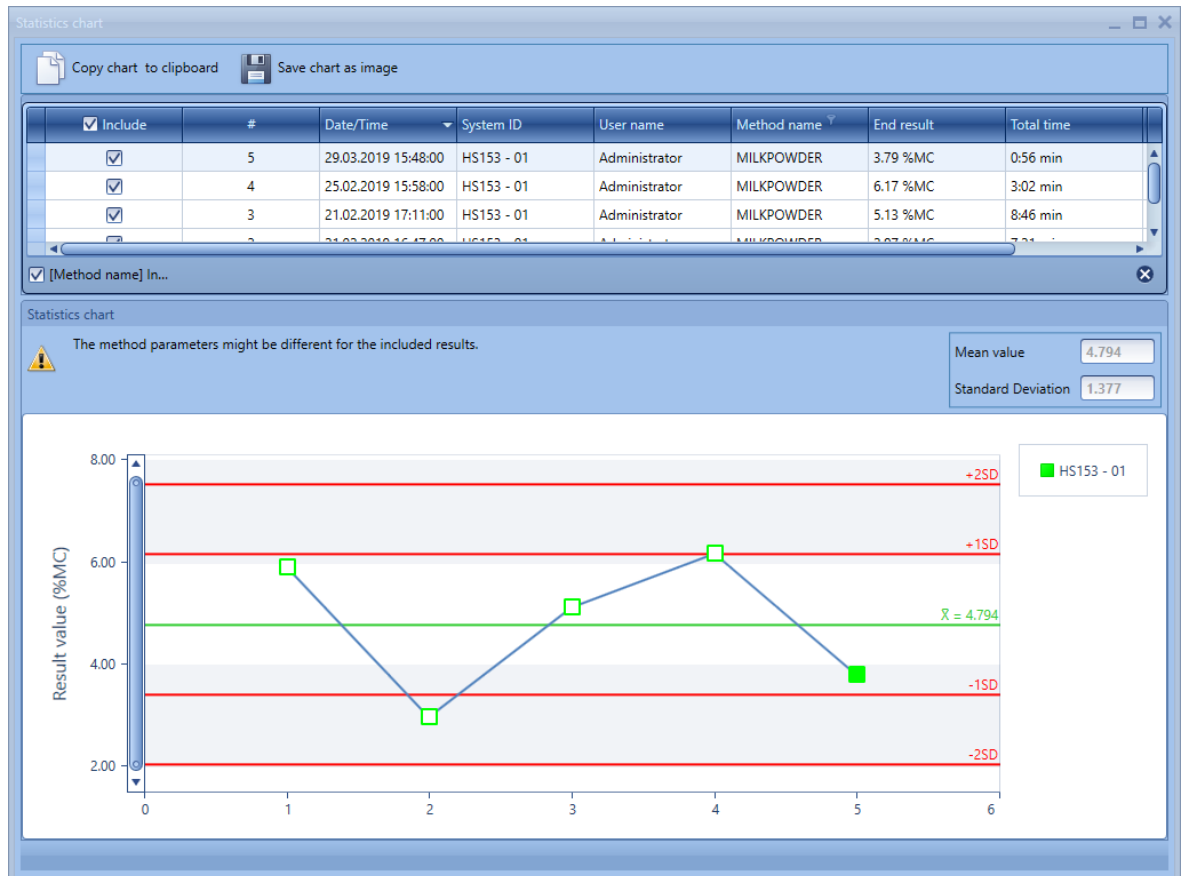 Statistics chart
Copy chart to clipboard Save chart as image
Include # Date/Time System ID User name Method name End result Total time
5 29.03.2019 15:48:00 HS153 - 01 Administrator MILKPOWDER 3.79 %MC 0:56 min
4 25.02.2019 15:58:00 HS153 - 01 Administrator MILKPOWDER 6.17 %MC 3:02 min
3 21.02.2019 17:11:00 HS153 - 01 Administrator MILKPOWDER 5.13 %MC 8:46 min
[Method name] In...
Statistics chart
The method parameters might be different for the included results.
Mean value 4.794
Standard Deviation 1.377
8.00
+2SD
HS153 - 01
+1SD
6.00
X̅ = 4.794
Result value (%MC)
4.00
-1SD
-2SD
2.00
0 1 2 3 4 5 6